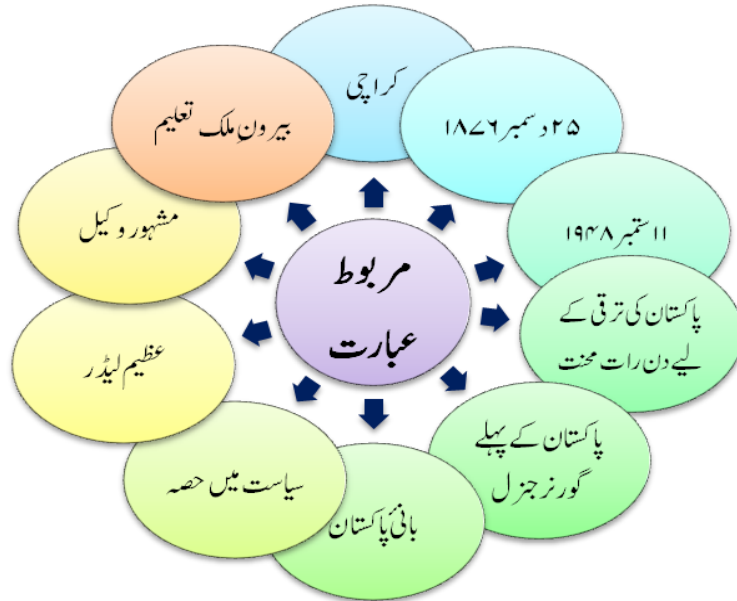 کراچی
۲۵ دسمبر ۱۸۷۶
۱۱ ستمبر ۱۹۴۸
پاکستان کی ترقی کے
لیے دن رات محنت
پاکستان کے پہلے
گورنر جنرل
بانیٔ پاکستان
سیاست میں حصہ
عظیم لیڈر
مشہور وکیل
بیرونِ ملک تعلیم
مربوط
عبارت